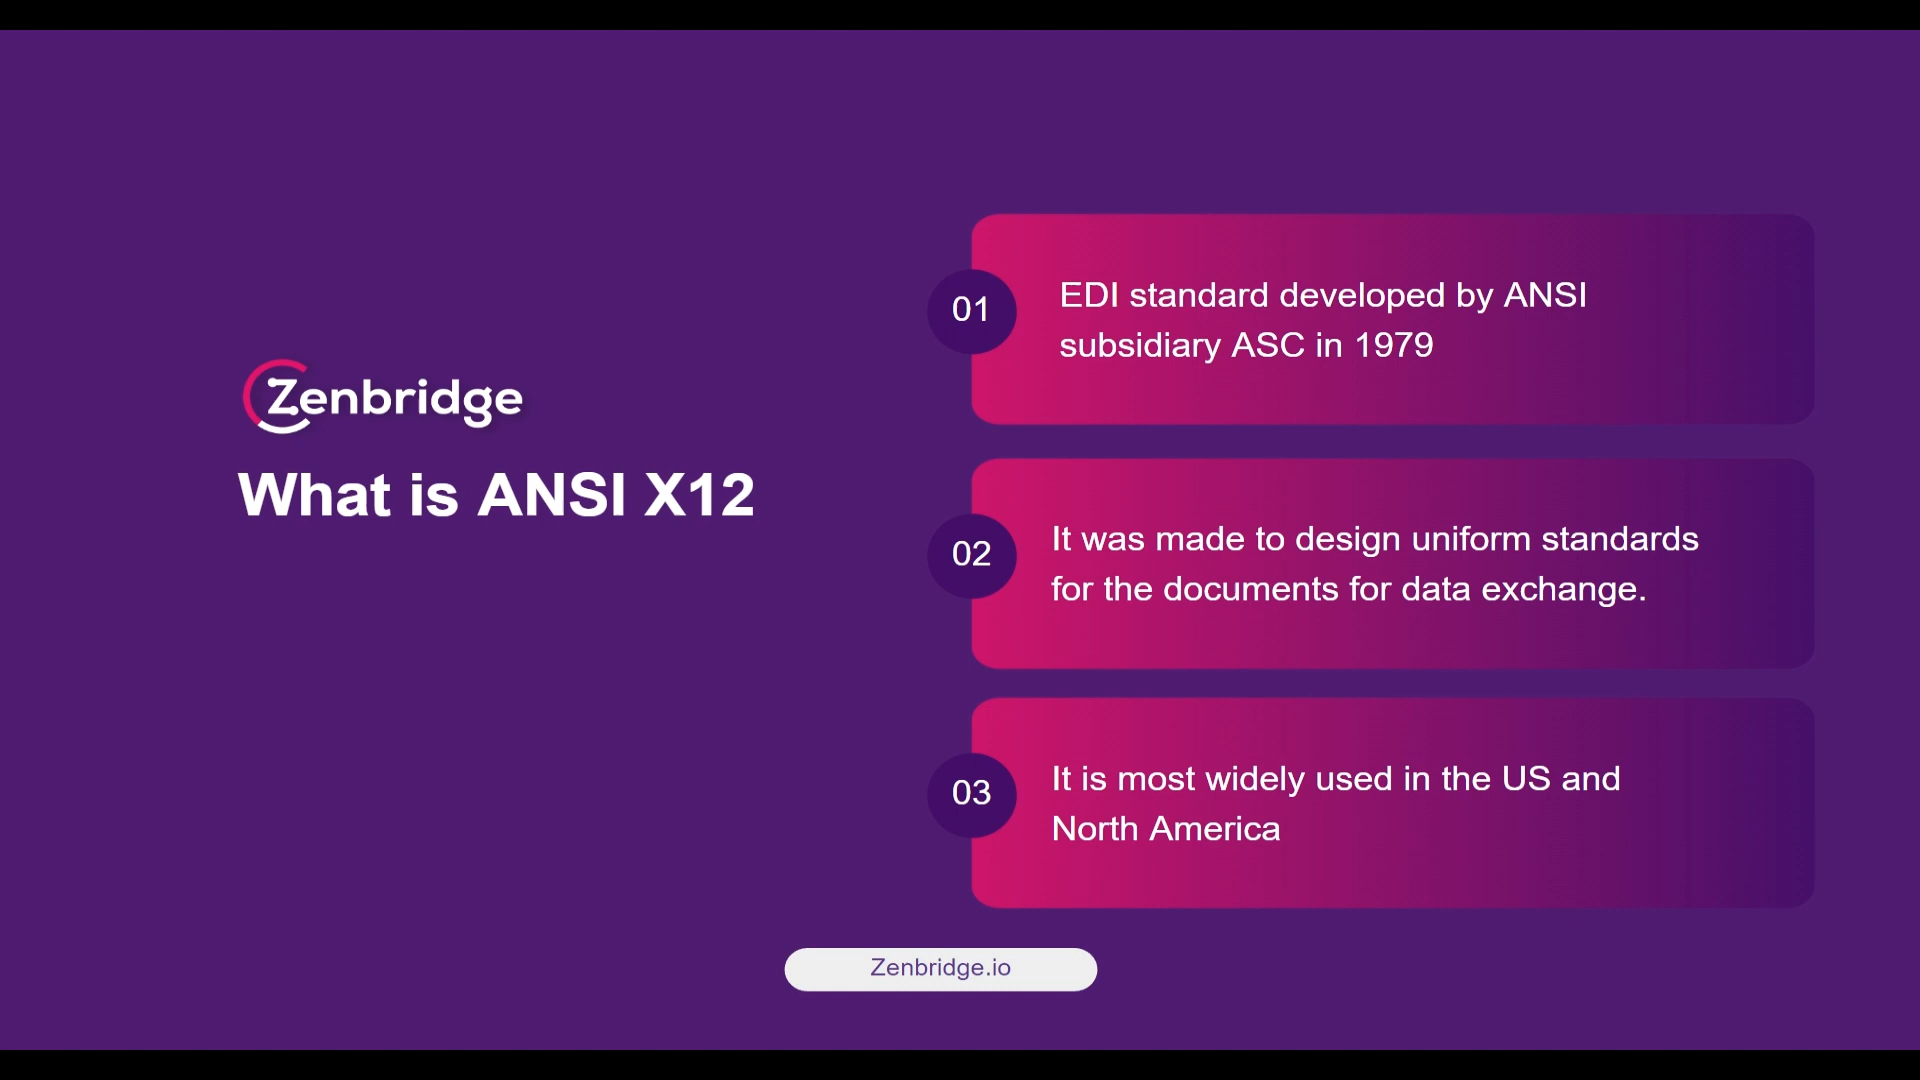 Zenbridge
What is ANSI X12
01
EDI standard developed by ANSI
subsidiary ASC in 1979
02
It was made to design uniform standards
for the documents for data exchange.
03
It is most widely used in the US and
North America
Zenbridge.io